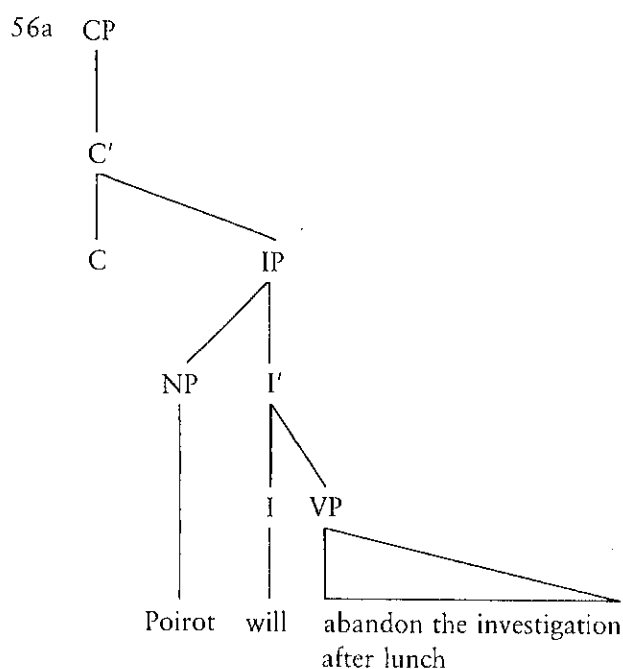 56a CP
C'
C IP
NP I'
I VP
Poirot will abandon the investigation
after lunch